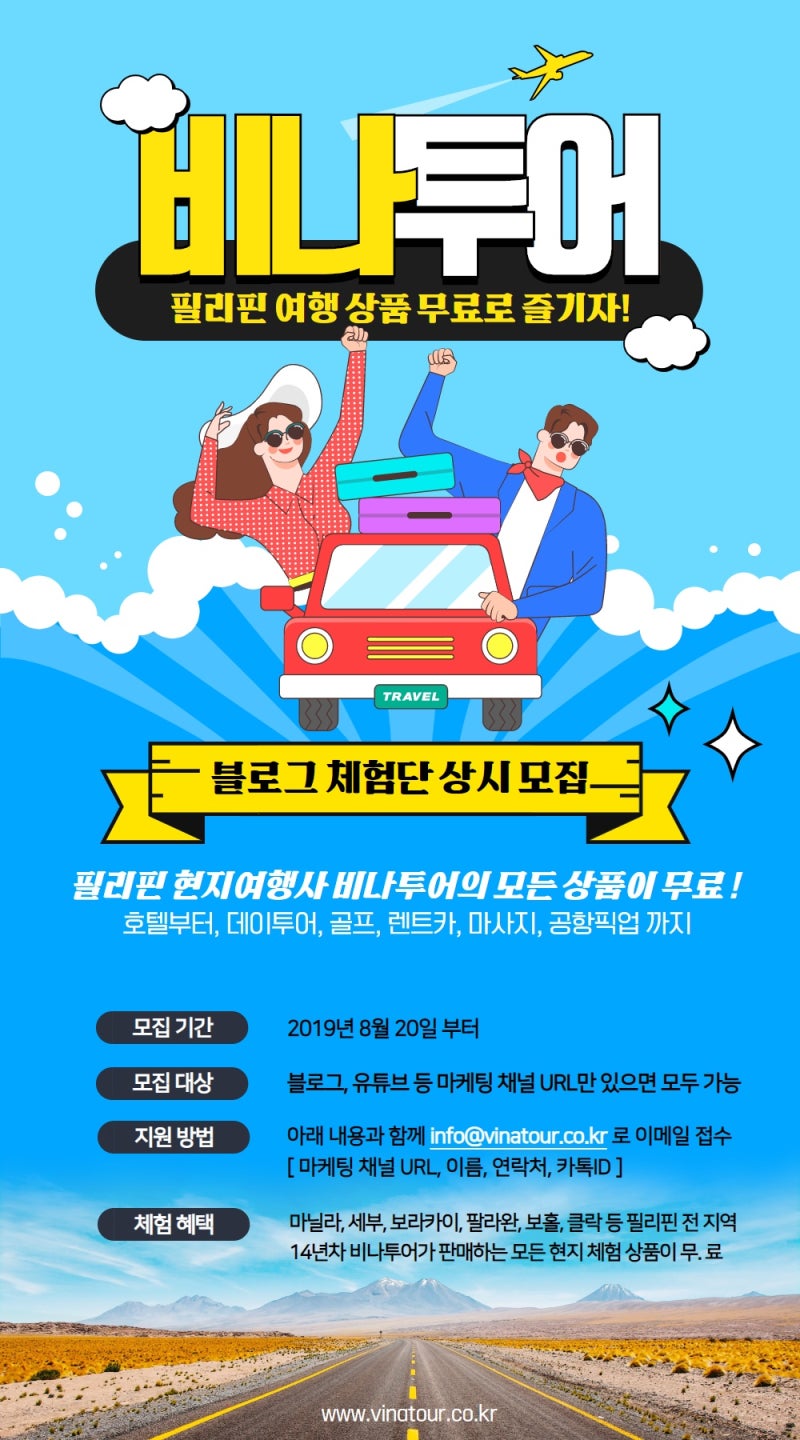 비나투어
필리핀 여행 상품 무료로 즐기자!
TRAVEL
블로그 체험단 상시 모집
필리핀 현지여행사 비나투어의 모든 상품이 무료 !
호텔부터, 데이투어, 골프, 렌트카, 마사지, 공항픽업 까지
모집 기간 2019년 8월 20일 부터
모집 대상 블로그, 유튜브 등 마케팅 채널 URL만 있으면 모두 가능
지원 방법 아래 내용과 함께 info@vinatour.co.kr 로 이메일 접수
[ 마케팅 채널 URL, 이름, 연락처, 카톡ID ]
체험 혜택 마닐라, 세부, 보라카이, 팔라완, 보홀, 클락 등 필리핀 전 지역
14년차 비나투어가 판매하는 모든 현지 체험 상품이 무. 료
www.vinatour.co.kr